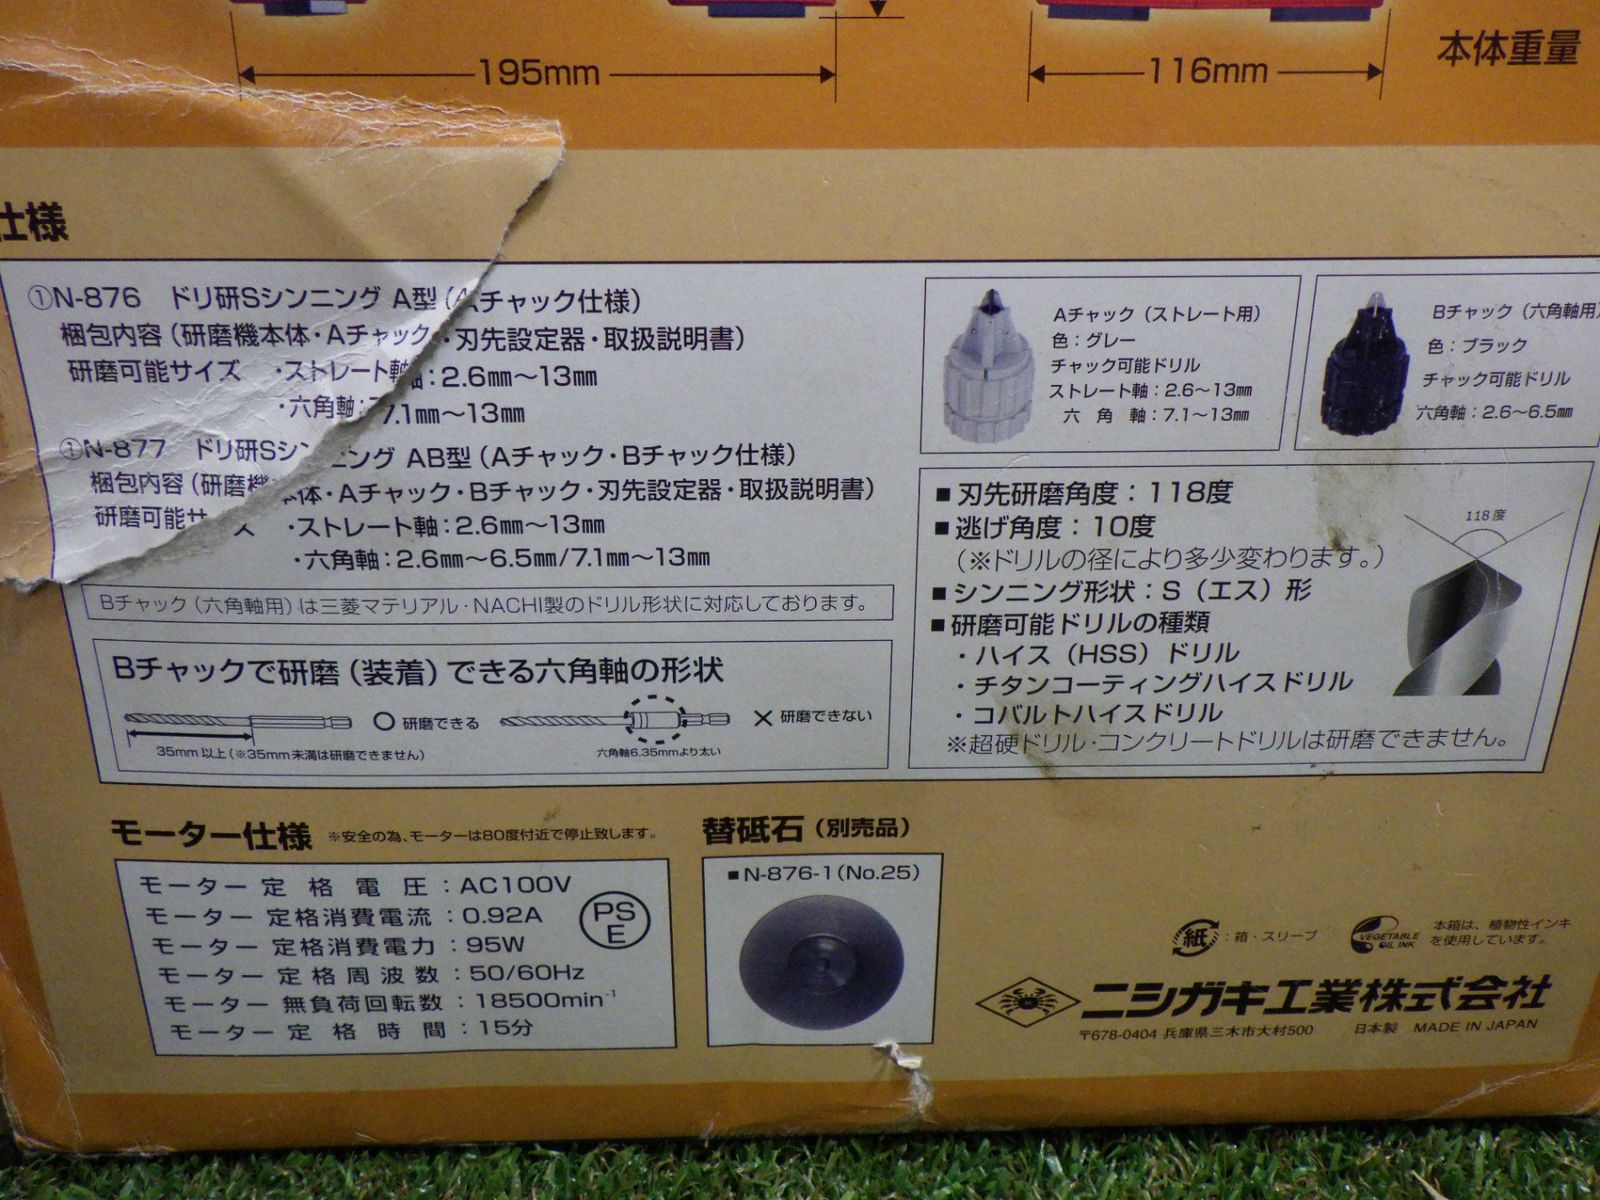 195mm
116mm
本体重量
仕様
①N-876 ドリ研Sシンニング A型(Aチャック仕様)
梱包内容(研磨機本体・Aチャック・刃先設定器・取扱説明書)
研磨可能サイズ ・ストレート軸:2.6㎜〜13㎜
・六角軸:7.1㎜〜13㎜
①N-877 ドリ研Sシンニング AB型(Aチャック・Bチャック仕様)
梱包内容(研磨機本体・Aチャック・Bチャック・刃先設定器・取扱説明書)
研磨可能サイズ ・ストレート軸:2.6㎜〜13㎜
・六角軸:2.6㎜〜6.5㎜/7.1㎜〜13㎜
Bチャック(六角軸用)は三菱マテリアル・NACHI製のドリル形状に対応しております。
Bチャックで研磨(装着)できる六角軸の形状
○ 研磨できる
× 研磨できない
35mm以上(※35mm未満は研磨できません)
六角軸6.35mmより太い
Aチャック(ストレート用)
色:グレー
チャック可能ドリル
ストレート軸:2.6〜13㎜
六角軸:7.1〜13㎜
Bチャック(六角軸用)
色:ブラック
チャック可能ドリル
六角軸:2.6〜6.5㎜
■刃先研磨角度:118度
■逃げ角度:10度
(※ドリルの径により多少変わります。)
■シンニング形状:S(エス)形
■研磨可能ドリルの種類
・ハイス(HSS)ドリル
・チタンコーティングハイスドリル
・コバルトハイスドリル
※超硬ドリル・コンクリートドリルは研磨できません。
118度
モーター仕様 ※安全の為、モーターは80度付近で停止致します。
モーター定格電圧:AC100V
モーター定格消費電流:0.92A
モーター定格消費電力:95W
モーター定格周波数:50/60Hz
モーター無負荷回転数:18500min⁻¹
モーター定格時間:15分
PS
E
替砥石(別売品)
■N-876-1(No.25)
紙:箱・スリーブ
VEGETABLE
OIL INK
本箱は、植物性インキ
を使用しています。
ニシガキ工業株式会社
〒678-0404 兵庫県三木市大村500 日本製 MADE IN JAPAN